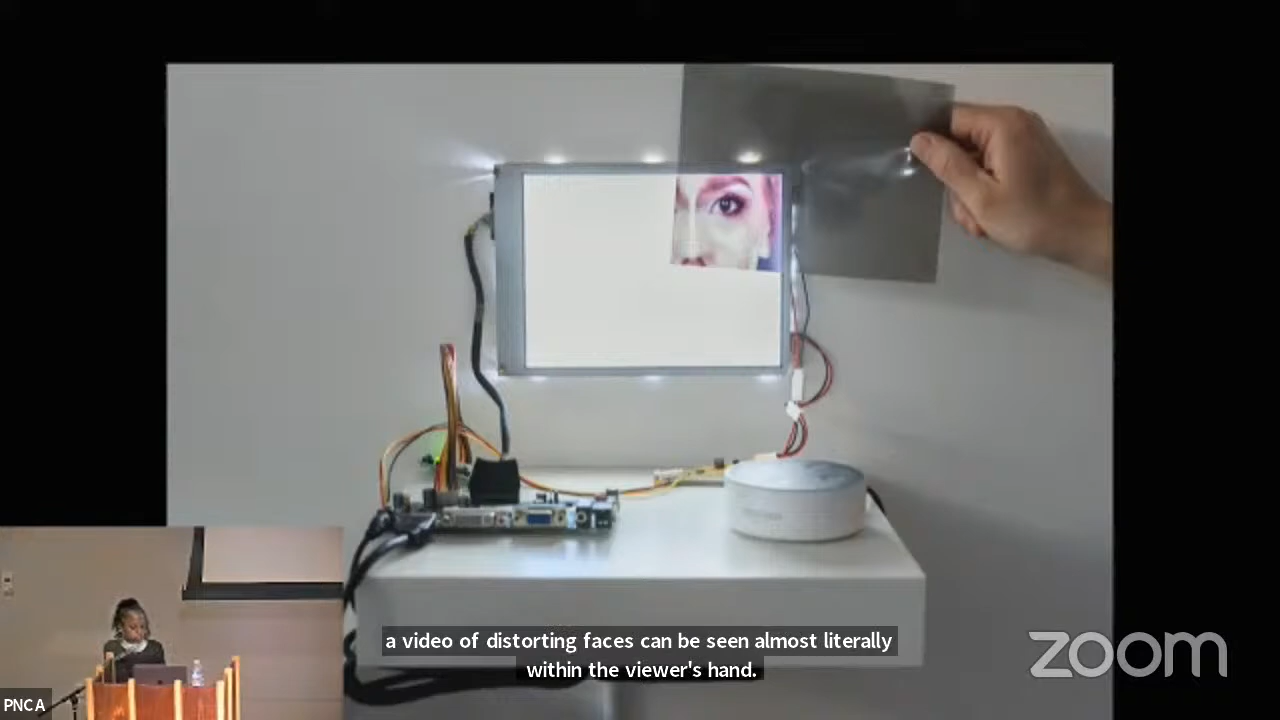 a video of distorting faces can be seen almost literally
within the viewer's hand.
zoom
PNCA